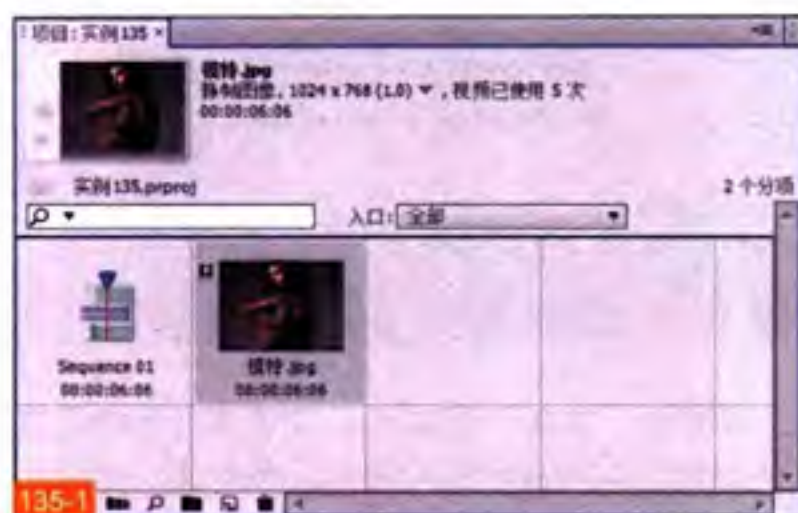 项目: 实例135 ×
模特.jpg
静帧图像, 1024 x 768 (1.0) ▼ , 视频已使用 5 次
00:00:06:06
实例135.prproj
2 个分项
入口: 全部
Sequence 01
00:00:06:06
模特.jpg
00:00:06:06
135-1